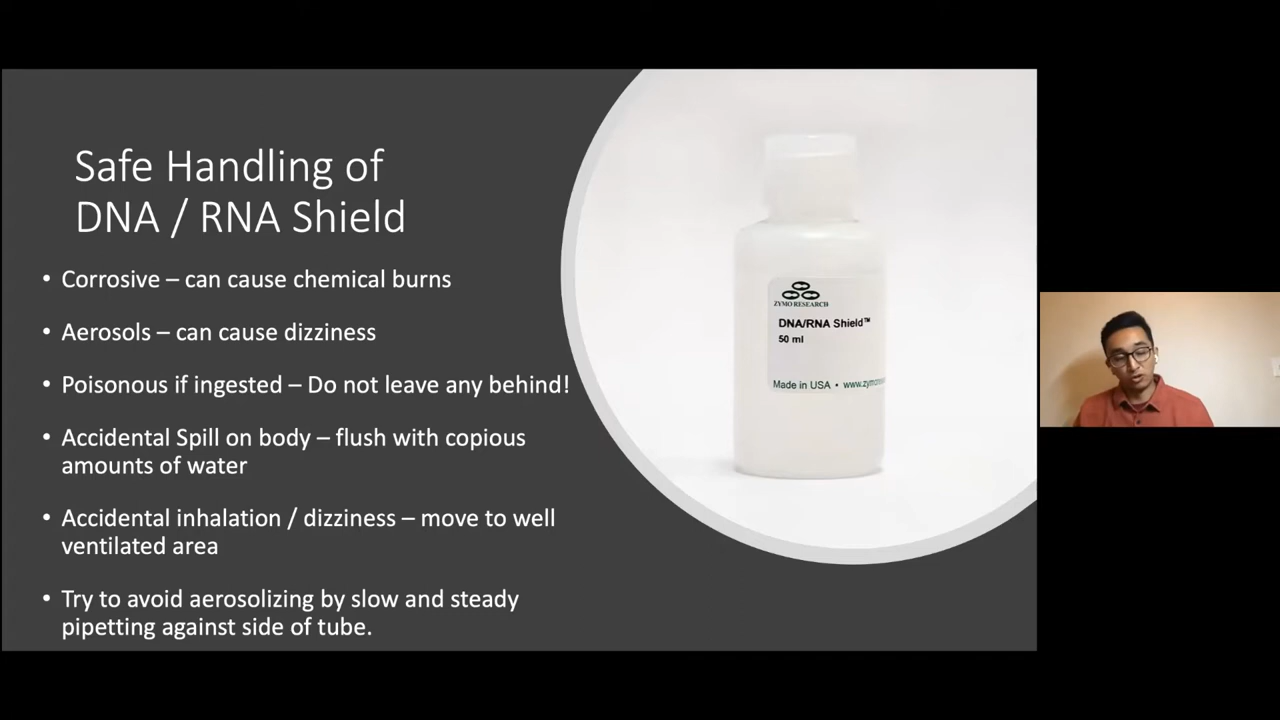 Safe Handling of
DNA / RNA Shield
• Corrosive – can cause chemical burns
• Aerosols – can cause dizziness
• Poisonous if ingested – Do not leave any behind!
• Accidental Spill on body – flush with copious
amounts of water
• Accidental inhalation / dizziness – move to well
ventilated area
• Try to avoid aerosolizing by slow and steady
pipetting against side of tube.
ZYMO RESEARCH
DNA/RNA Shield™
50 ml
Made in USA • www.